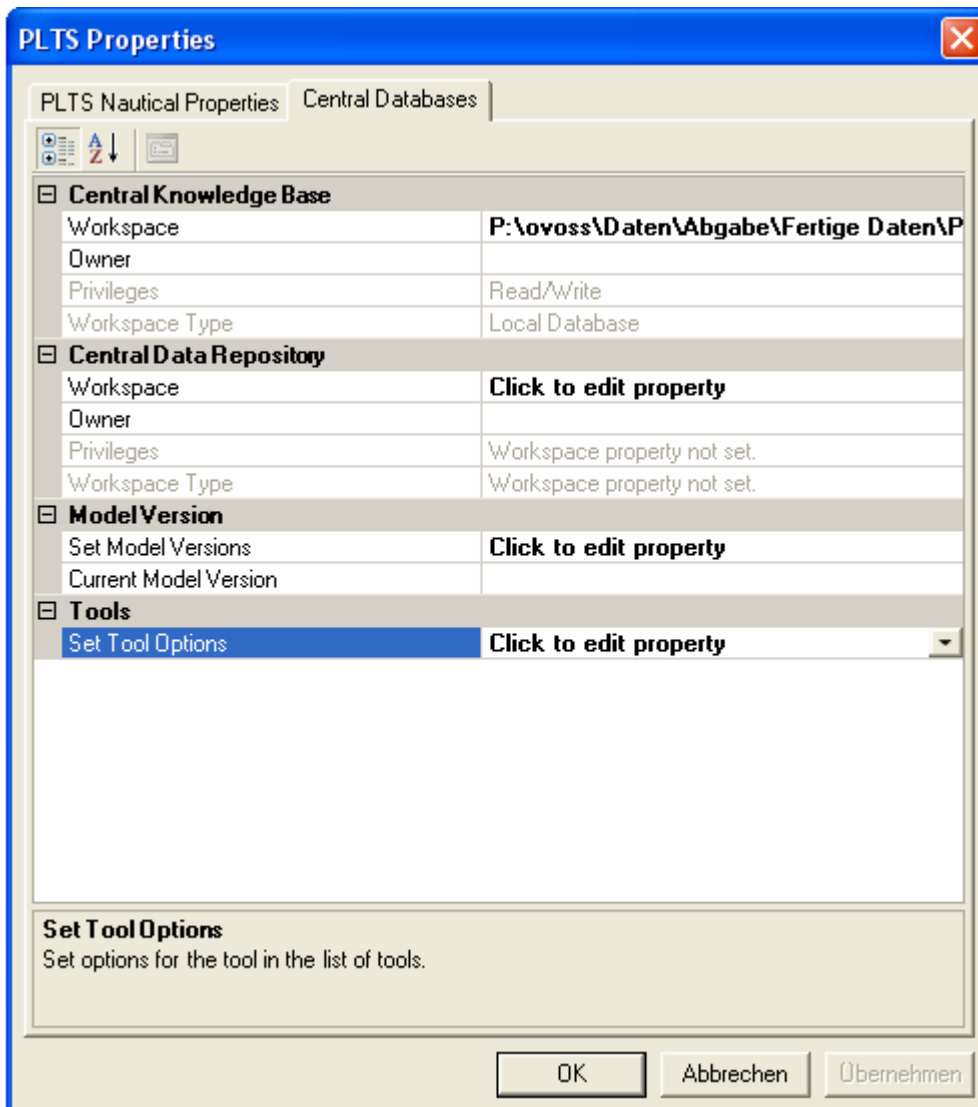 PLTS Properties
PLTS Nautical Properties Central Databases
A
Z
Central Knowledge Base
Workspace P:\ovoss\Daten\Abgabe\Fertige Daten\P
Owner
Privileges Read/Write
Workspace Type Local Database
Central Data Repository
Workspace Click to edit property
Owner
Privileges Workspace property not set.
Workspace Type Workspace property not set.
Model Version
Set Model Versions Click to edit property
Current Model Version
Tools
Set Tool Options Click to edit property
Set Tool Options
Set options for the tool in the list of tools.
OK Abbrechen Übernehmen